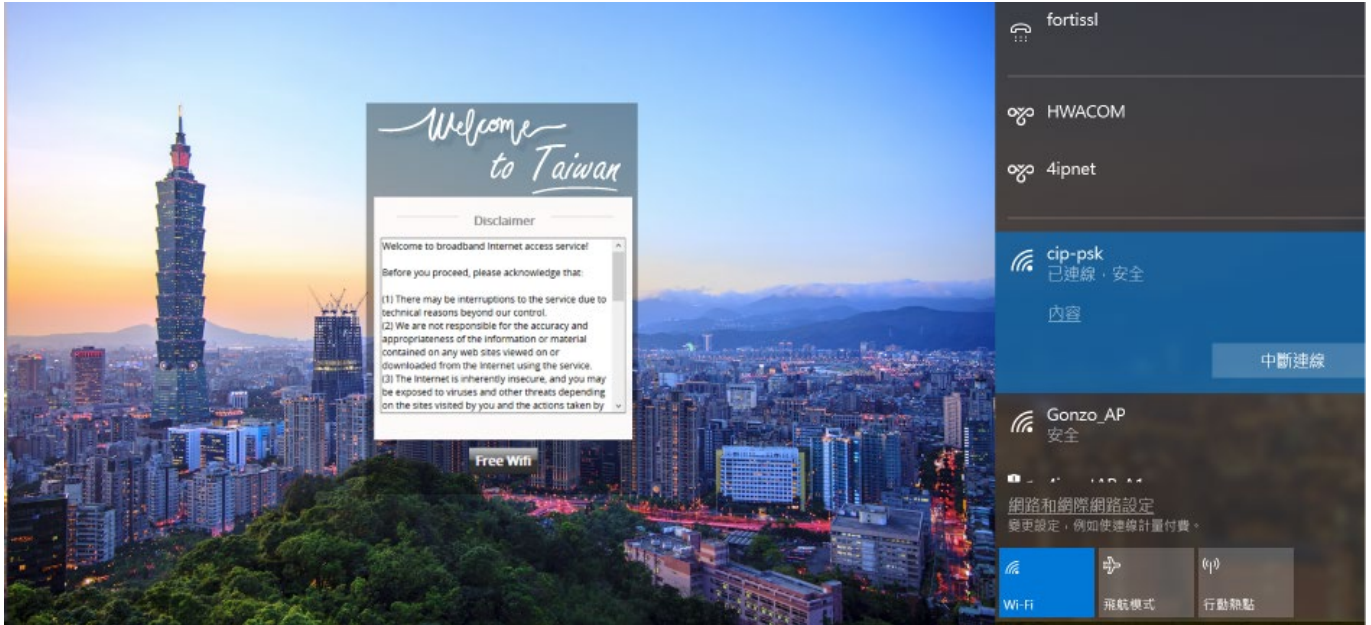 Welcome
to Taiwan
Disclaimer
Welcome to broadband Internet access service!
Before you proceed, please acknowledge that:
(1) There may be interruptions to the service due to
technical reasons beyond our control.
(2) We are not responsible for the accuracy and
appropriateness of the information or material
contained on any web sites viewed on or
downloaded from the Internet using the service.
(3) The Internet is inherently insecure, and you may
be exposed to viruses and other threats depending
on the sites visited by you and the actions taken by
Free Wifi
fortissl
HWACOM
4ipnet
cip-psk
已連線，安全
內容
中斷連線
Gonzo_AP
安全
網路和網際網路設定
變更設定，例如使連線計量付費。
Wi-Fi
飛航模式
行動熱點